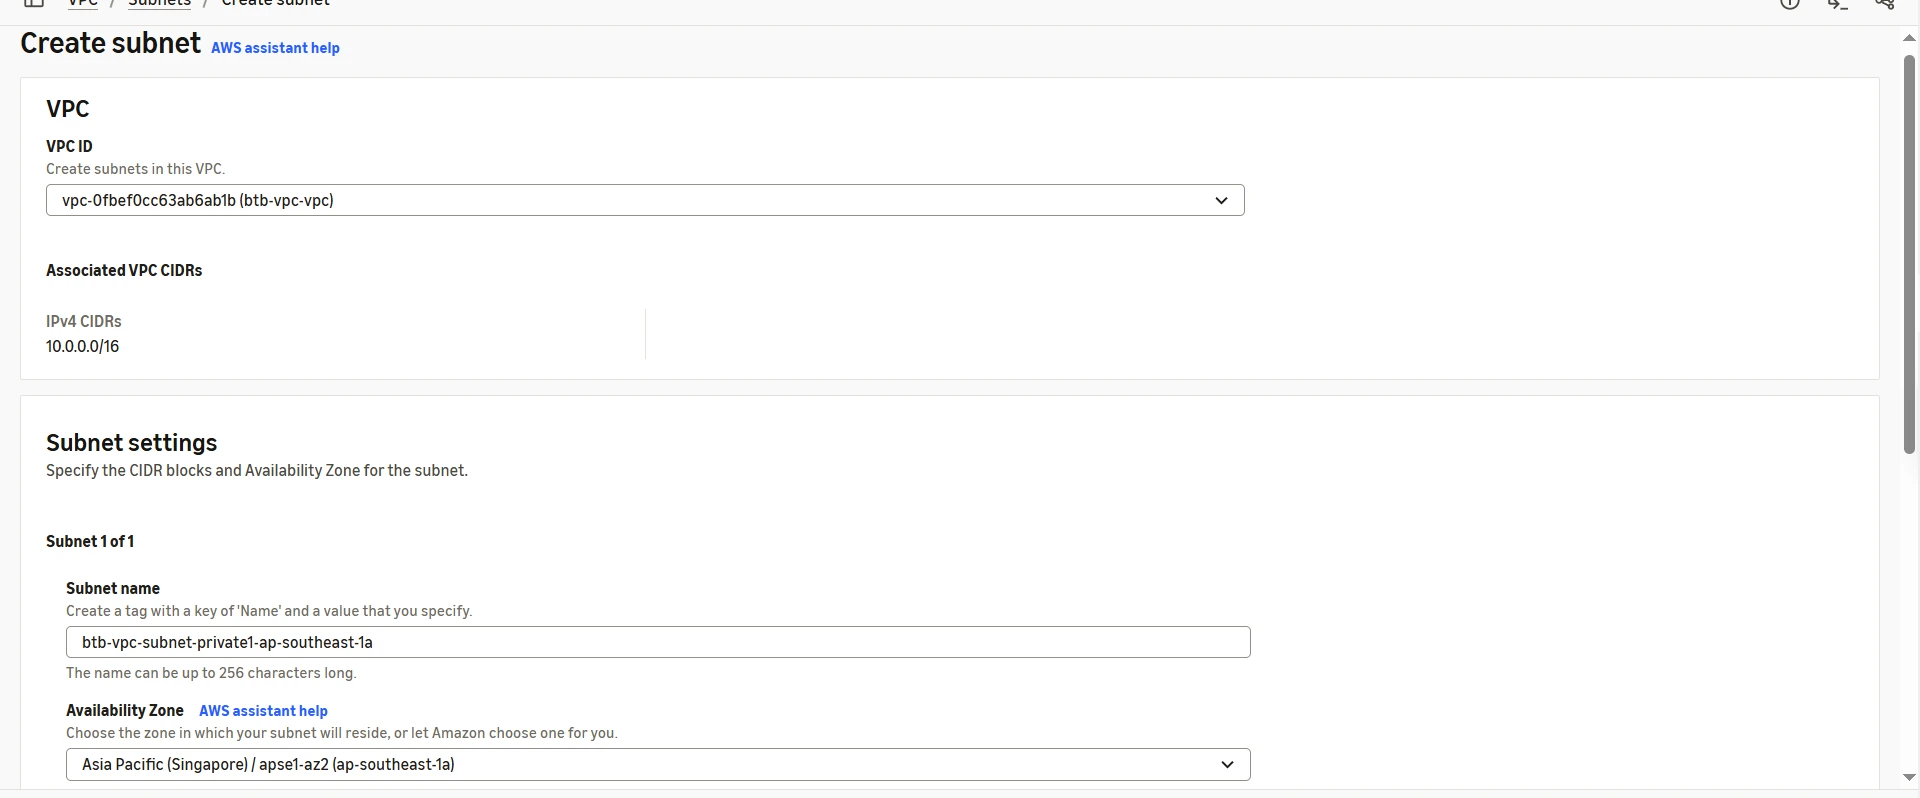 VPC / Subnets / Create subnet
Create subnet AWS assistant help
VPC
VPC ID
Create subnets in this VPC.
vpc-0fbef0cc63ab6ab1b (btb-vpc-vpc)
Associated VPC CIDRs
IPv4 CIDRs
10.0.0.0/16
Subnet settings
Specify the CIDR blocks and Availability Zone for the subnet.
Subnet 1 of 1
Subnet name
Create a tag with a key of 'Name' and a value that you specify.
btb-vpc-subnet-private1-ap-southeast-1a
The name can be up to 256 characters long.
Availability Zone AWS assistant help
Choose the zone in which your subnet will reside, or let Amazon choose one for you.
Asia Pacific (Singapore) / apse1-az2 (ap-southeast-1a)